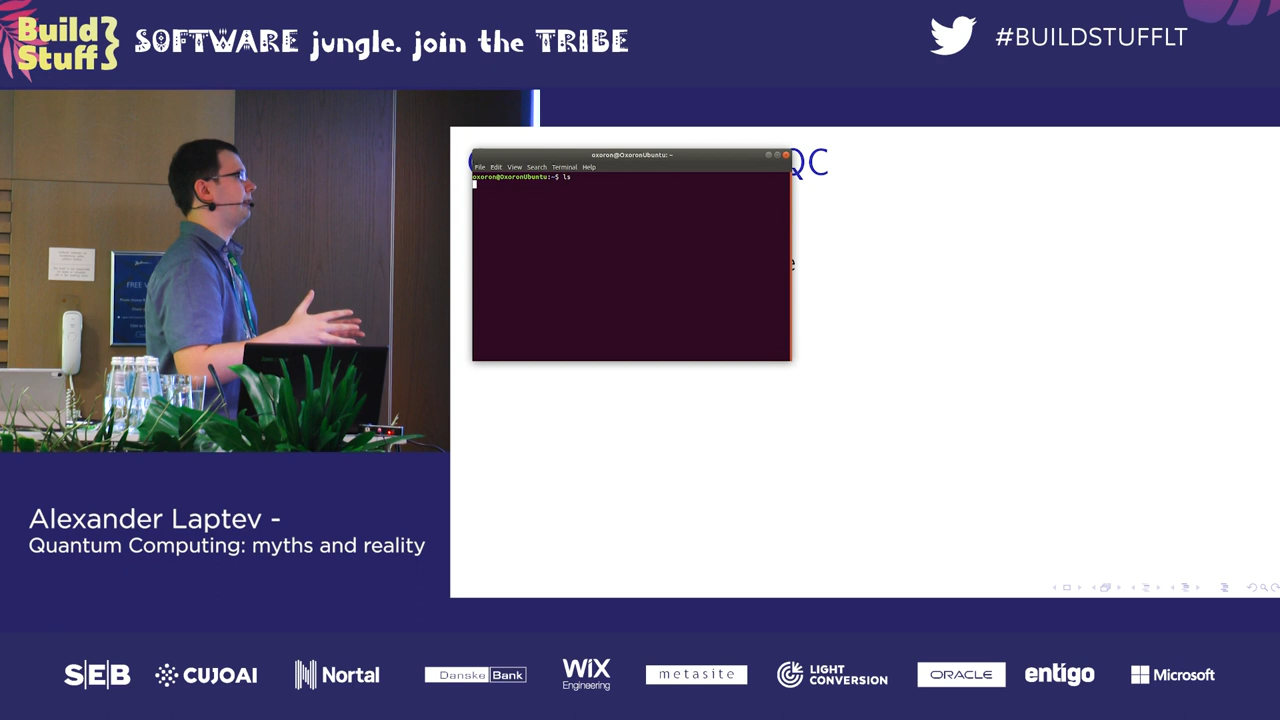 Build
Stuff
SOFTWARE jungle. join the TRIBE
#BUILDSTUFFLT
QC
oxoron@OxoronUbuntu: ~
File Edit View Search Terminal Help
oxoron@OxoronUbuntu:~$ ls
e
FREE
Alexander Laptev -
Quantum Computing: myths and reality
S|E|B
CUJOAI
Nortal
Danske Bank
WiX
Engineering
metasite
LIGHT
CONVERSION
ORACLE
entigo
Microsoft